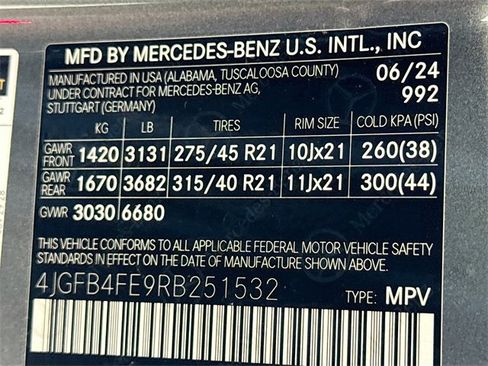 MFD BY MERCEDES-BENZ U.S. INTL., INC
MANUFACTURED IN USA (ALABAMA, TUSCALOOSA COUNTY) 06/24
UNDER CONTRACT FOR MERCEDES-BENZ AG, 992
STUTTGART (GERMANY)
KG LB TIRES RIM SIZE COLD KPA (PSI)
GAWR FRONT 1420 3131 275/45 R21 10Jx21 260(38)
GAWR REAR 1670 3682 315/40 R21 11Jx21 300(44)
GVWR 3030 6680
THIS VEHICLE CONFORMS TO ALL APPLICABLE FEDERAL MOTOR VEHICLE SAFETY
STANDARDS IN EFFECT ON THE DATE OF MANUFACTURE SHOWN ABOVE.
4JGFB4FE9RB251532 TYPE: MPV